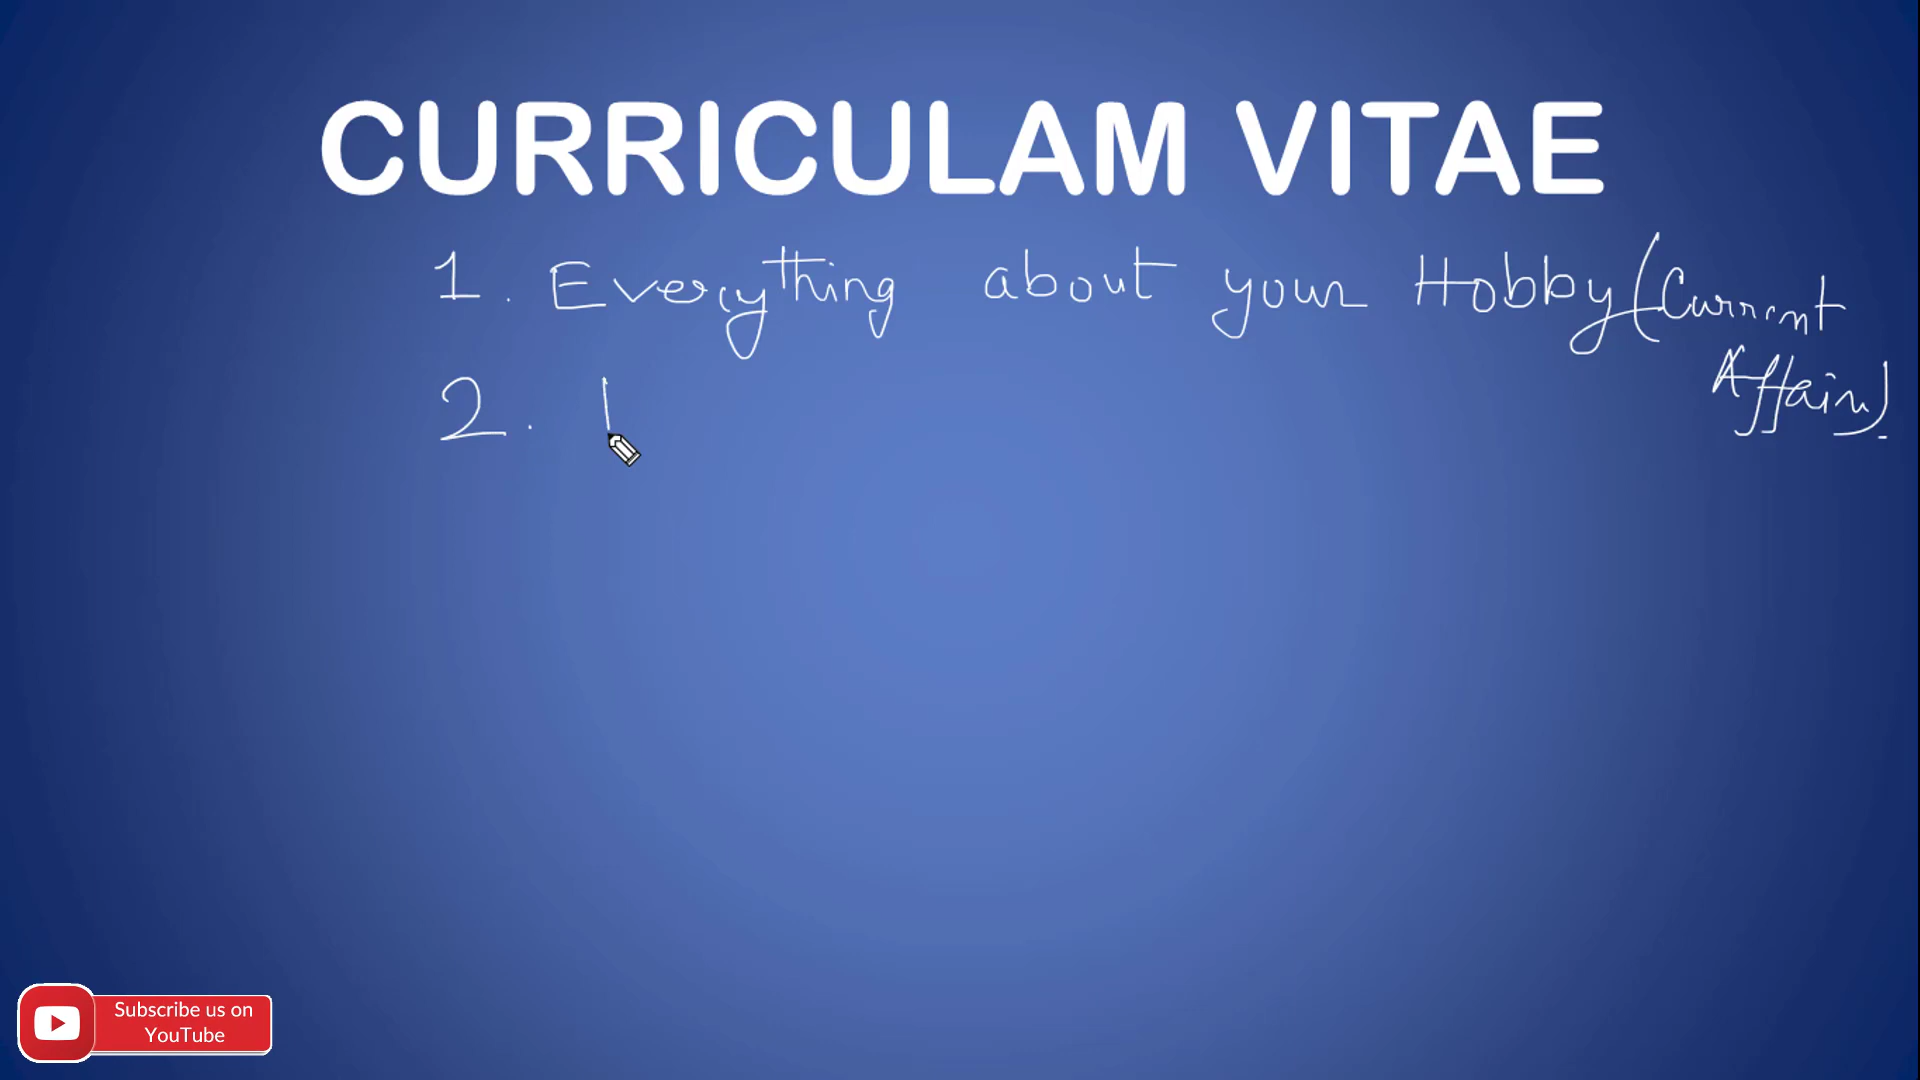 CURRICULAM VITAE
1. Everything about your Hobby (Current
Affairs)
2.
Subscribe us on
YouTube